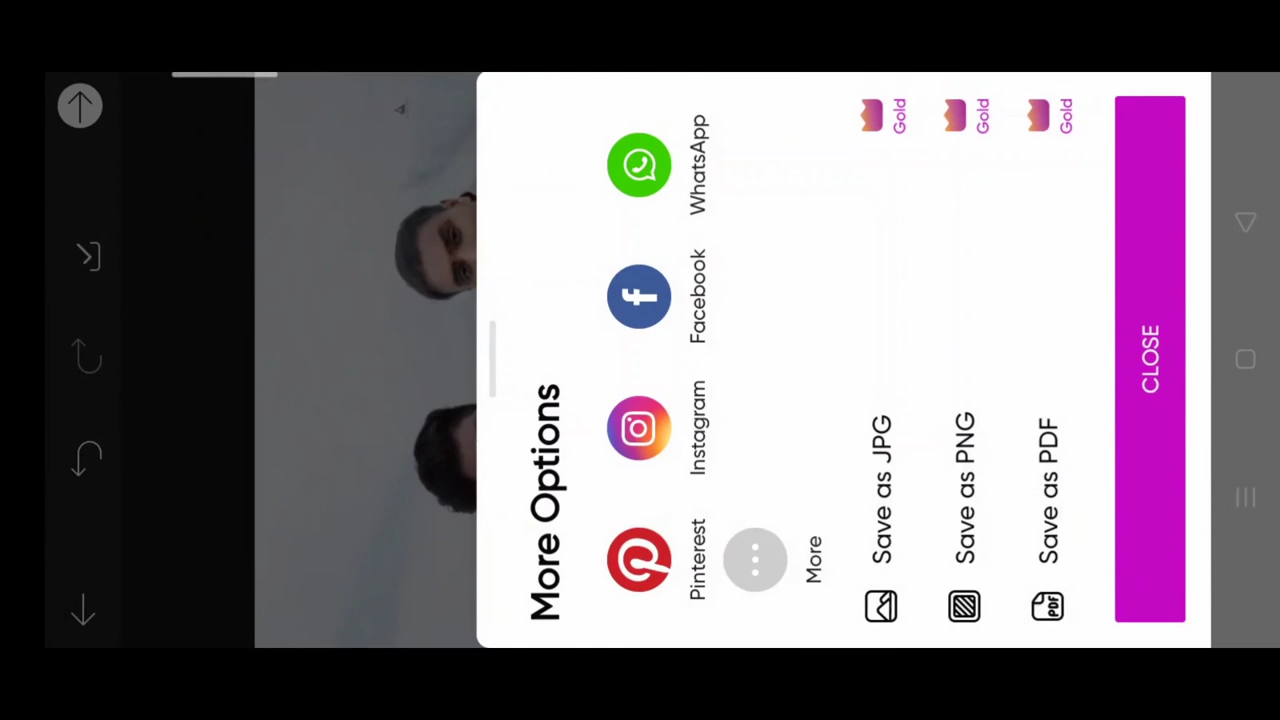 More Options
Pinterest
Instagram
Facebook
WhatsApp
More
Save as JPG
Gold
Save as PNG
Gold
PDF
Save as PDF
Gold
CLOSE